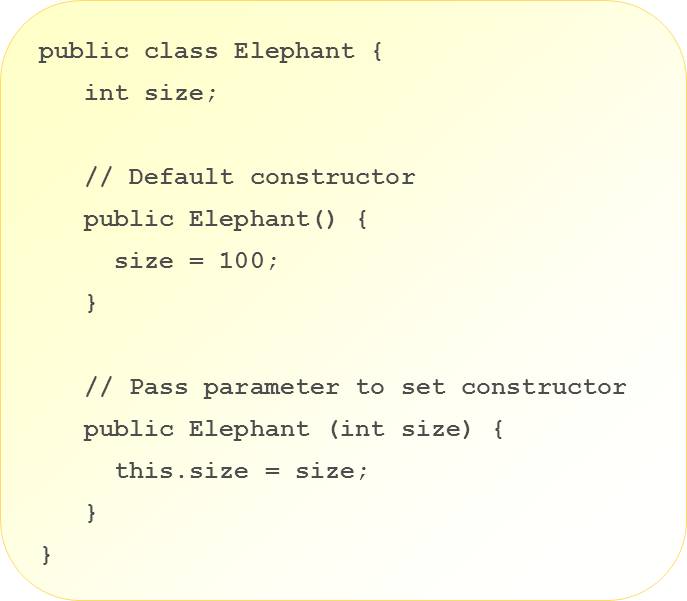 public class Elephant {
int size;
// Default constructor
public Elephant() {
size = 100;
}
// Pass parameter to set constructor
public Elephant (int size) {
this.size = size;
}
}